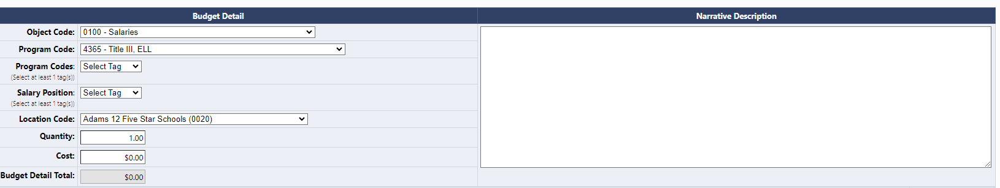 Budget Detail
Narrative Description
Object Code: 0100 - Salaries
Program Code: 4365 - Title III, ELL
Program Codes: Select Tag
(Select at least 1 tag(s))
Salary Position: Select Tag
(Select at least 1 tag(s))
Location Code: Adams 12 Five Star Schools (0020)
Quantity: 1.00
Cost: $0.00
Budget Detail Total: $0.00